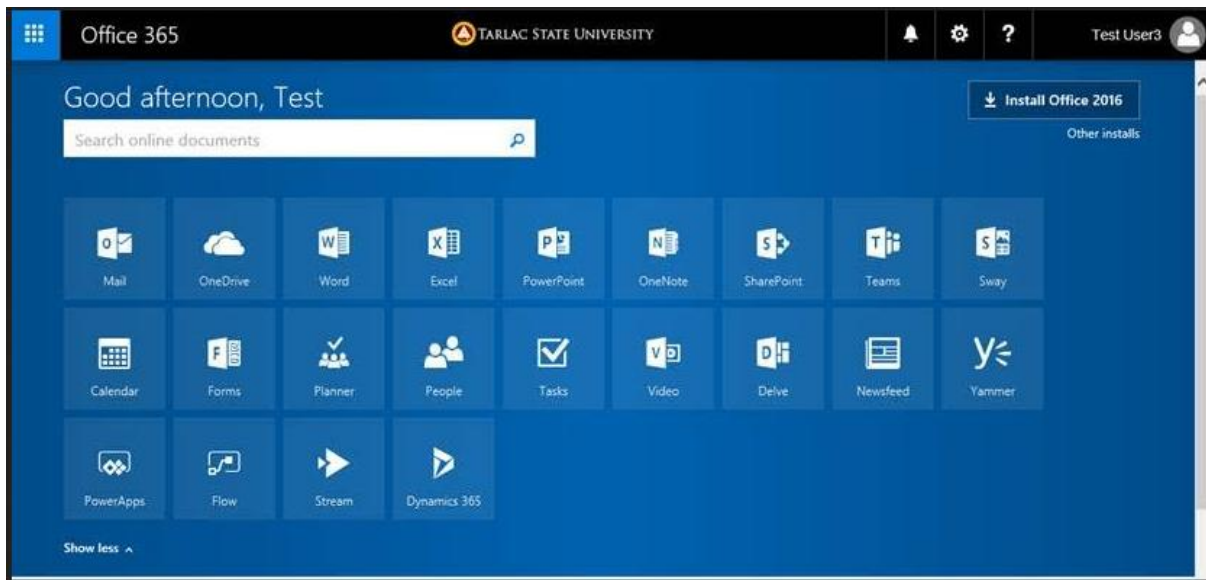 Office 365
TARLAC STATE UNIVERSITY
?
Test User3
Good afternoon, Test
Install Office 2016
Search online documents
Other installs
Mail
OneDrive
Word
Excel
PowerPoint
OneNote
SharePoint
Teams
Sway
Calendar
Forms
Planner
People
Tasks
Video
Delve
Newsfeed
Yammer
PowerApps
Flow
Stream
Dynamics 365
Show less